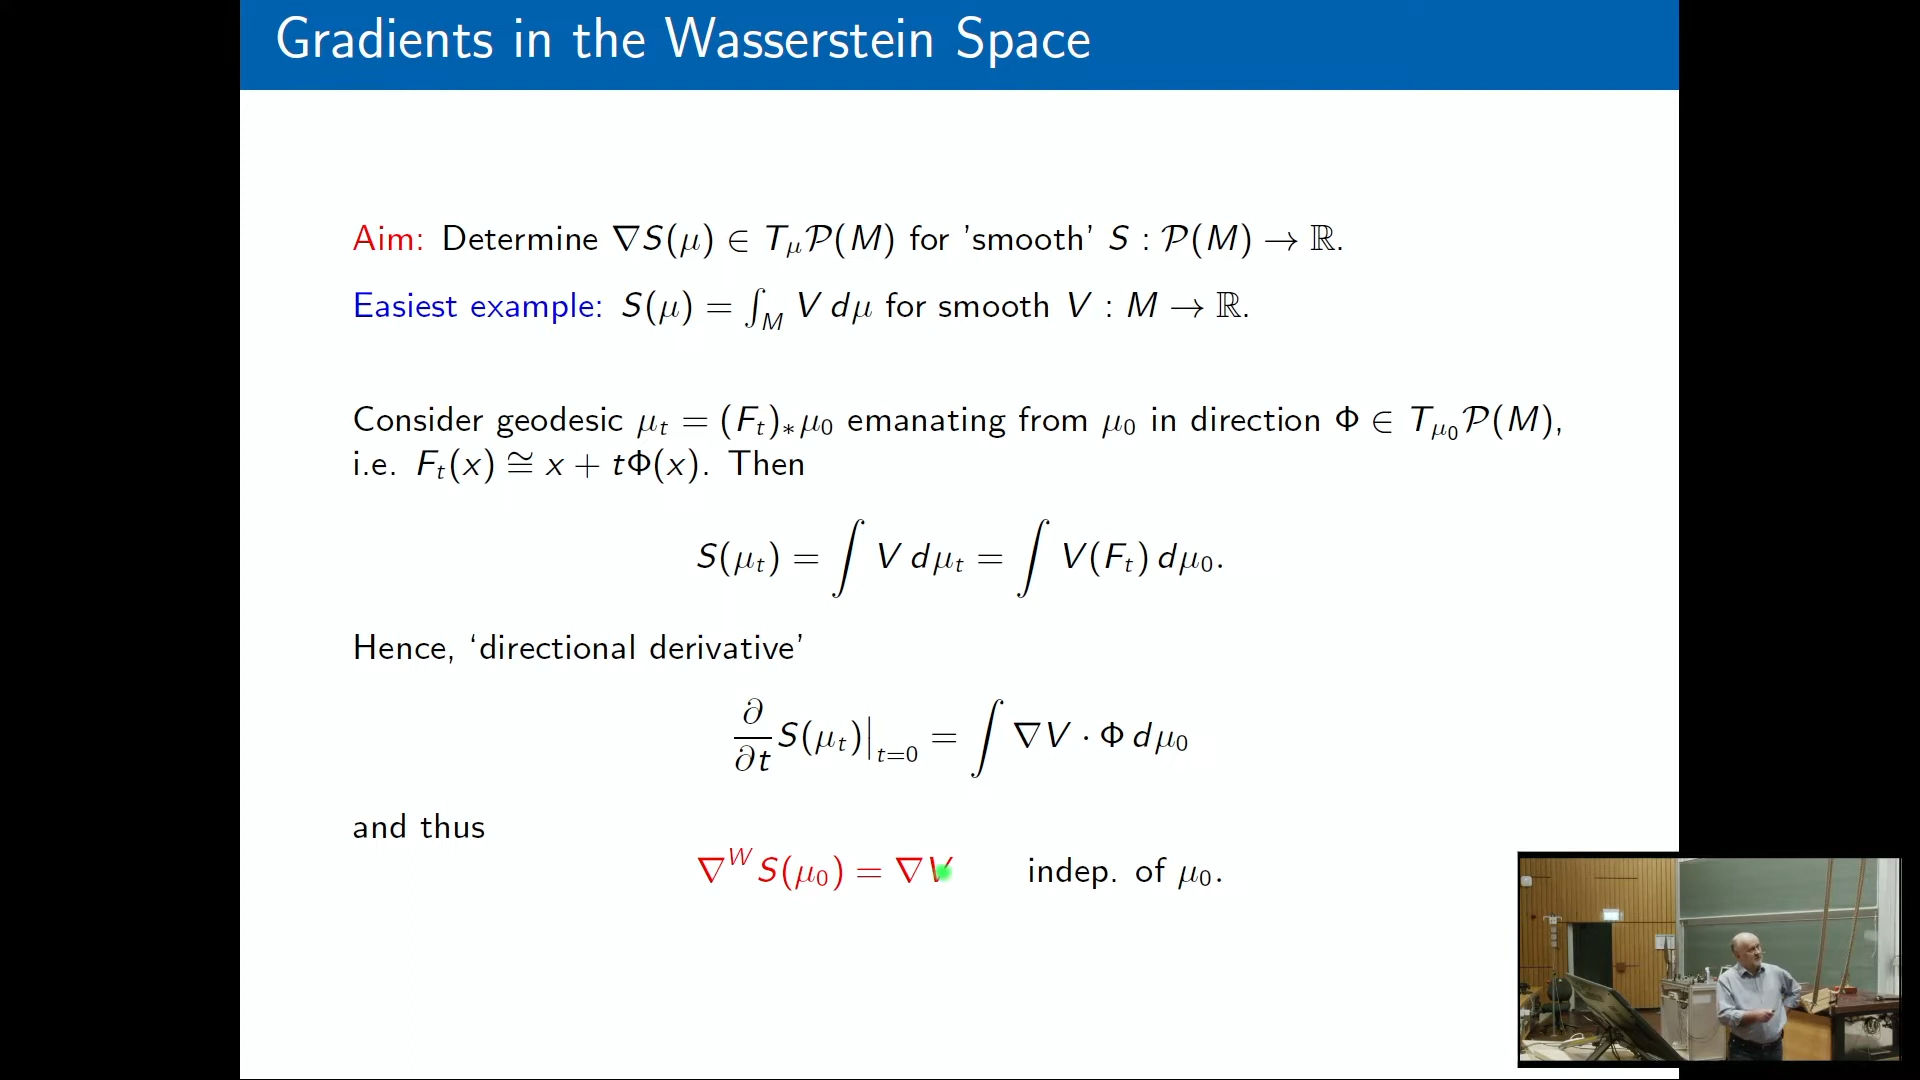 Gradients in the Wasserstein Space
Aim: Determine ∇S(μ) ∈ T_μ𝒫(M) for 'smooth' S : 𝒫(M) → ℝ.
Easiest example: S(μ) = ∫_M V dμ for smooth V : M → ℝ.
Consider geodesic μ_t = (F_t)_*μ_0 emanating from μ_0 in direction Φ ∈ T_{μ_0}𝒫(M),
i.e. F_t(x) ≅ x + tΦ(x). Then
S(μ_t) = ∫ V dμ_t = ∫ V(F_t) dμ_0.
Hence, ‘directional derivative’
∂/∂t S(μ_t)|_{t=0} = ∫ ∇V · Φ dμ_0
and thus
∇^W S(μ_0) = ∇V indep. of μ_0.